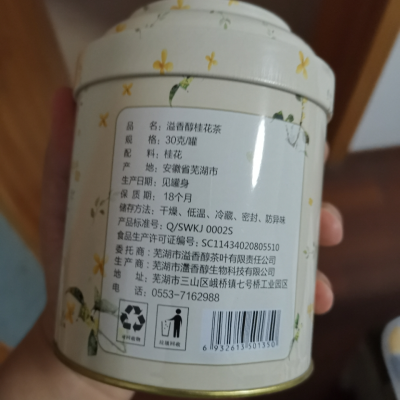 品　名：溢香醇桂花茶
规　格：30克/罐
配　料：桂花
产　地：安徽省芜湖市
生产日期：见罐身
保 质 期：18个月
储存方法：干燥、低温、冷藏、密封、防异味
产品标准号：Q/SWKJ 0002S
食品生产许可证编号：SC11434020805510
委 托 商：芜湖市溢香醇茶叶有限责任公司
生 产 商：芜湖市溢香醇生物科技有限公司
地　址：芜湖市三山区峨桥镇七号桥工业园区
电　话：0553-7162988
6 932613 501350